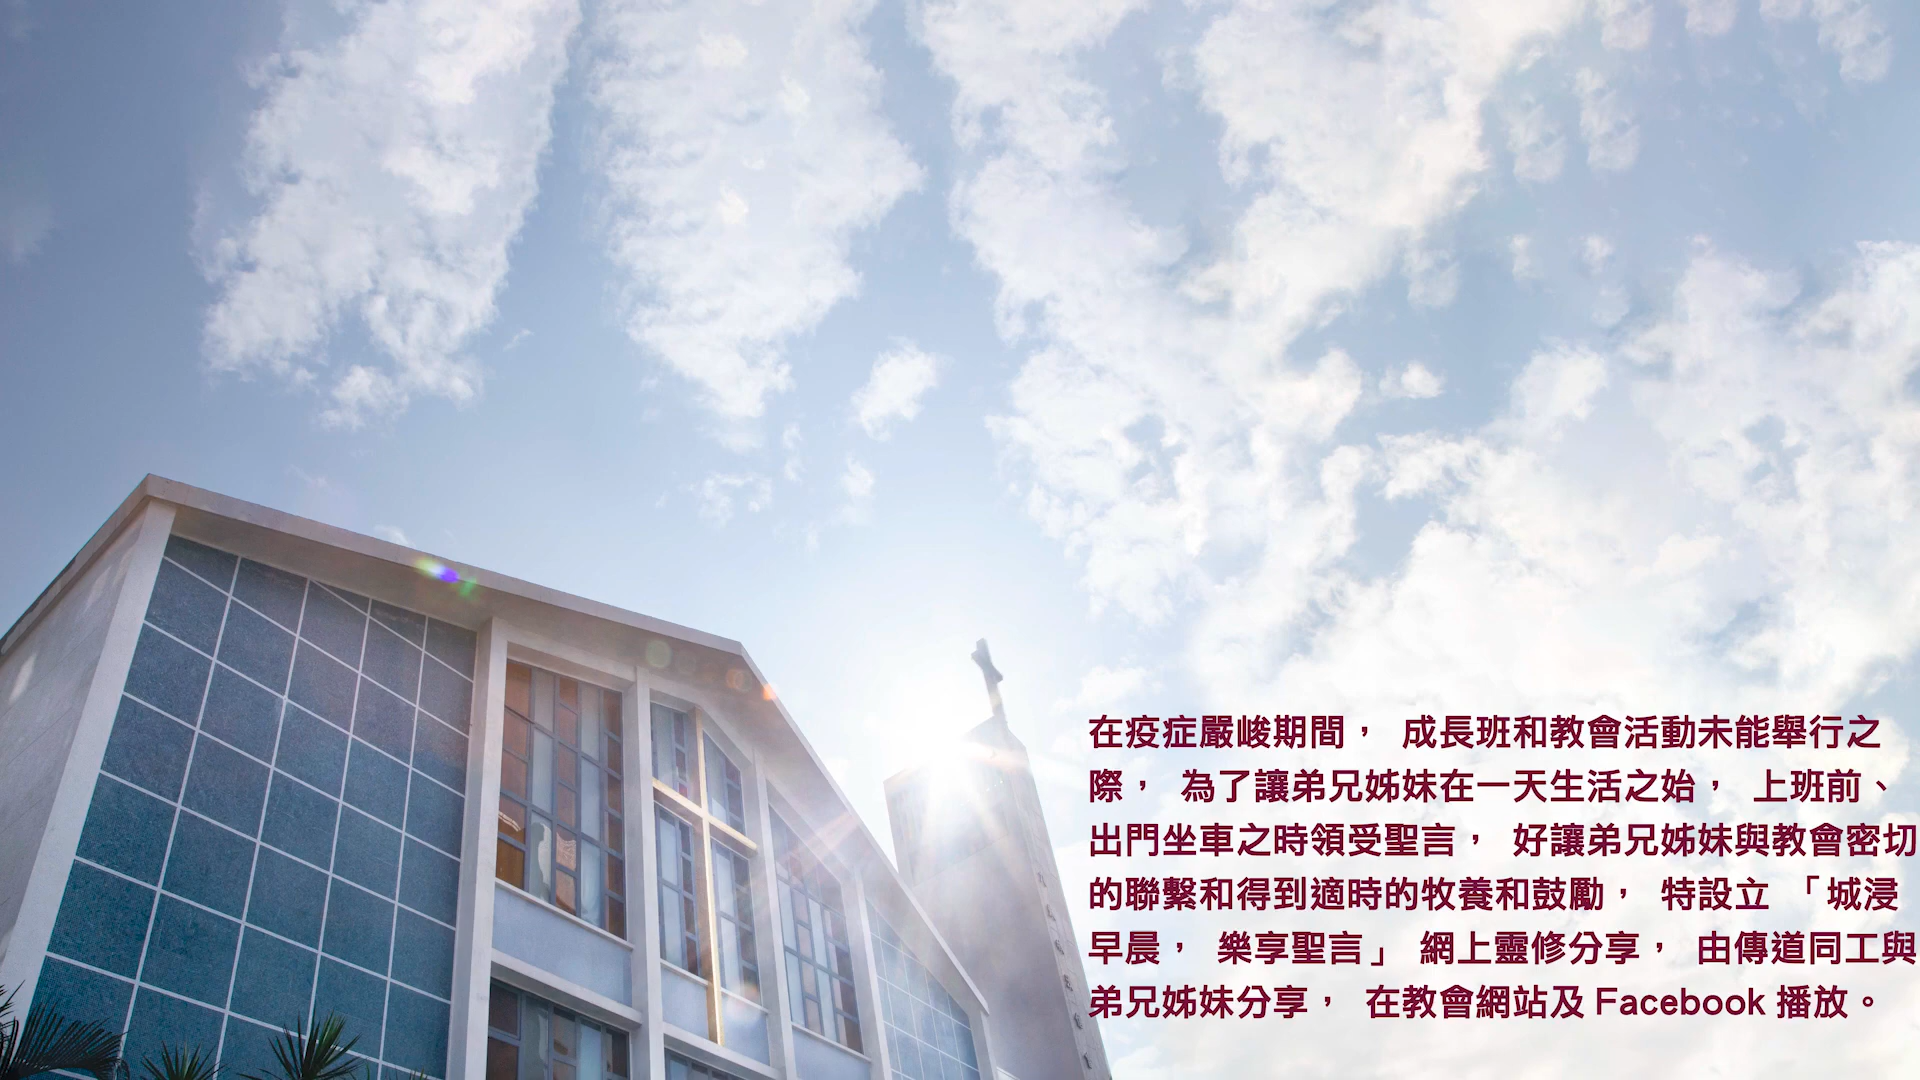 在疫症嚴峻期間， 成長班和教會活動未能舉行之
際， 為了讓弟兄姊妹在一天生活之始， 上班前、
出門坐車之時領受聖言， 好讓弟兄姊妹與教會密切
的聯繫和得到適時的牧養和鼓勵， 特設立 「城浸
早晨， 樂享聖言」 網上靈修分享， 由傳道同工與
弟兄姊妹分享， 在教會網站及 Facebook 播放。